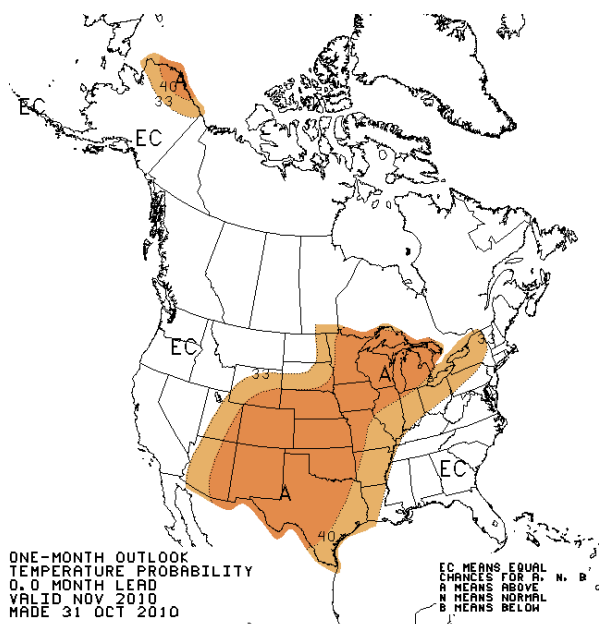 A
40
33
EC
EC
EC
33
A
EC
A
40
ONE-MONTH OUTLOOK
TEMPERATURE PROBABILITY
0.0 MONTH LEAD
VALID NOV 2010
MADE 31 OCT 2010
EC MEANS EQUAL
CHANCES FOR A, N, B
A MEANS ABOVE
N MEANS NORMAL
B MEANS BELOW